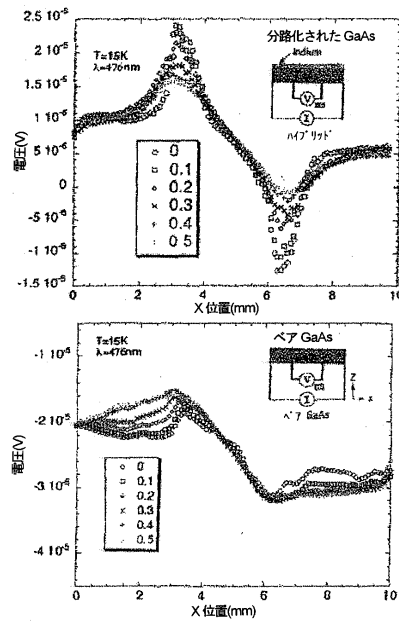 2.5 10⁻⁵
2 10⁻⁵
1.5 10⁻⁵
1 10⁻⁵
5 10⁻⁶
0
-5 10⁻⁶
-1 10⁻⁵
-1.5 10⁻⁵
電圧(V)
T=15K
λ=476nm
分路化された GaAs
Indium
V
I
ハイブリッド
0
0.1
0.2
0.3
0.4
0.5
0 2 4 6 8 10
X 位置(mm)
-1 10⁻⁵
-2 10⁻⁵
-3 10⁻⁵
-4 10⁻⁵
電圧(V)
T=15K
λ=476nm
ベア GaAs
V
I
Z
x
ベア GaAs
0
0.1
0.2
0.3
0.4
0.5
0 2 4 6 8 10
X 位置(mm)